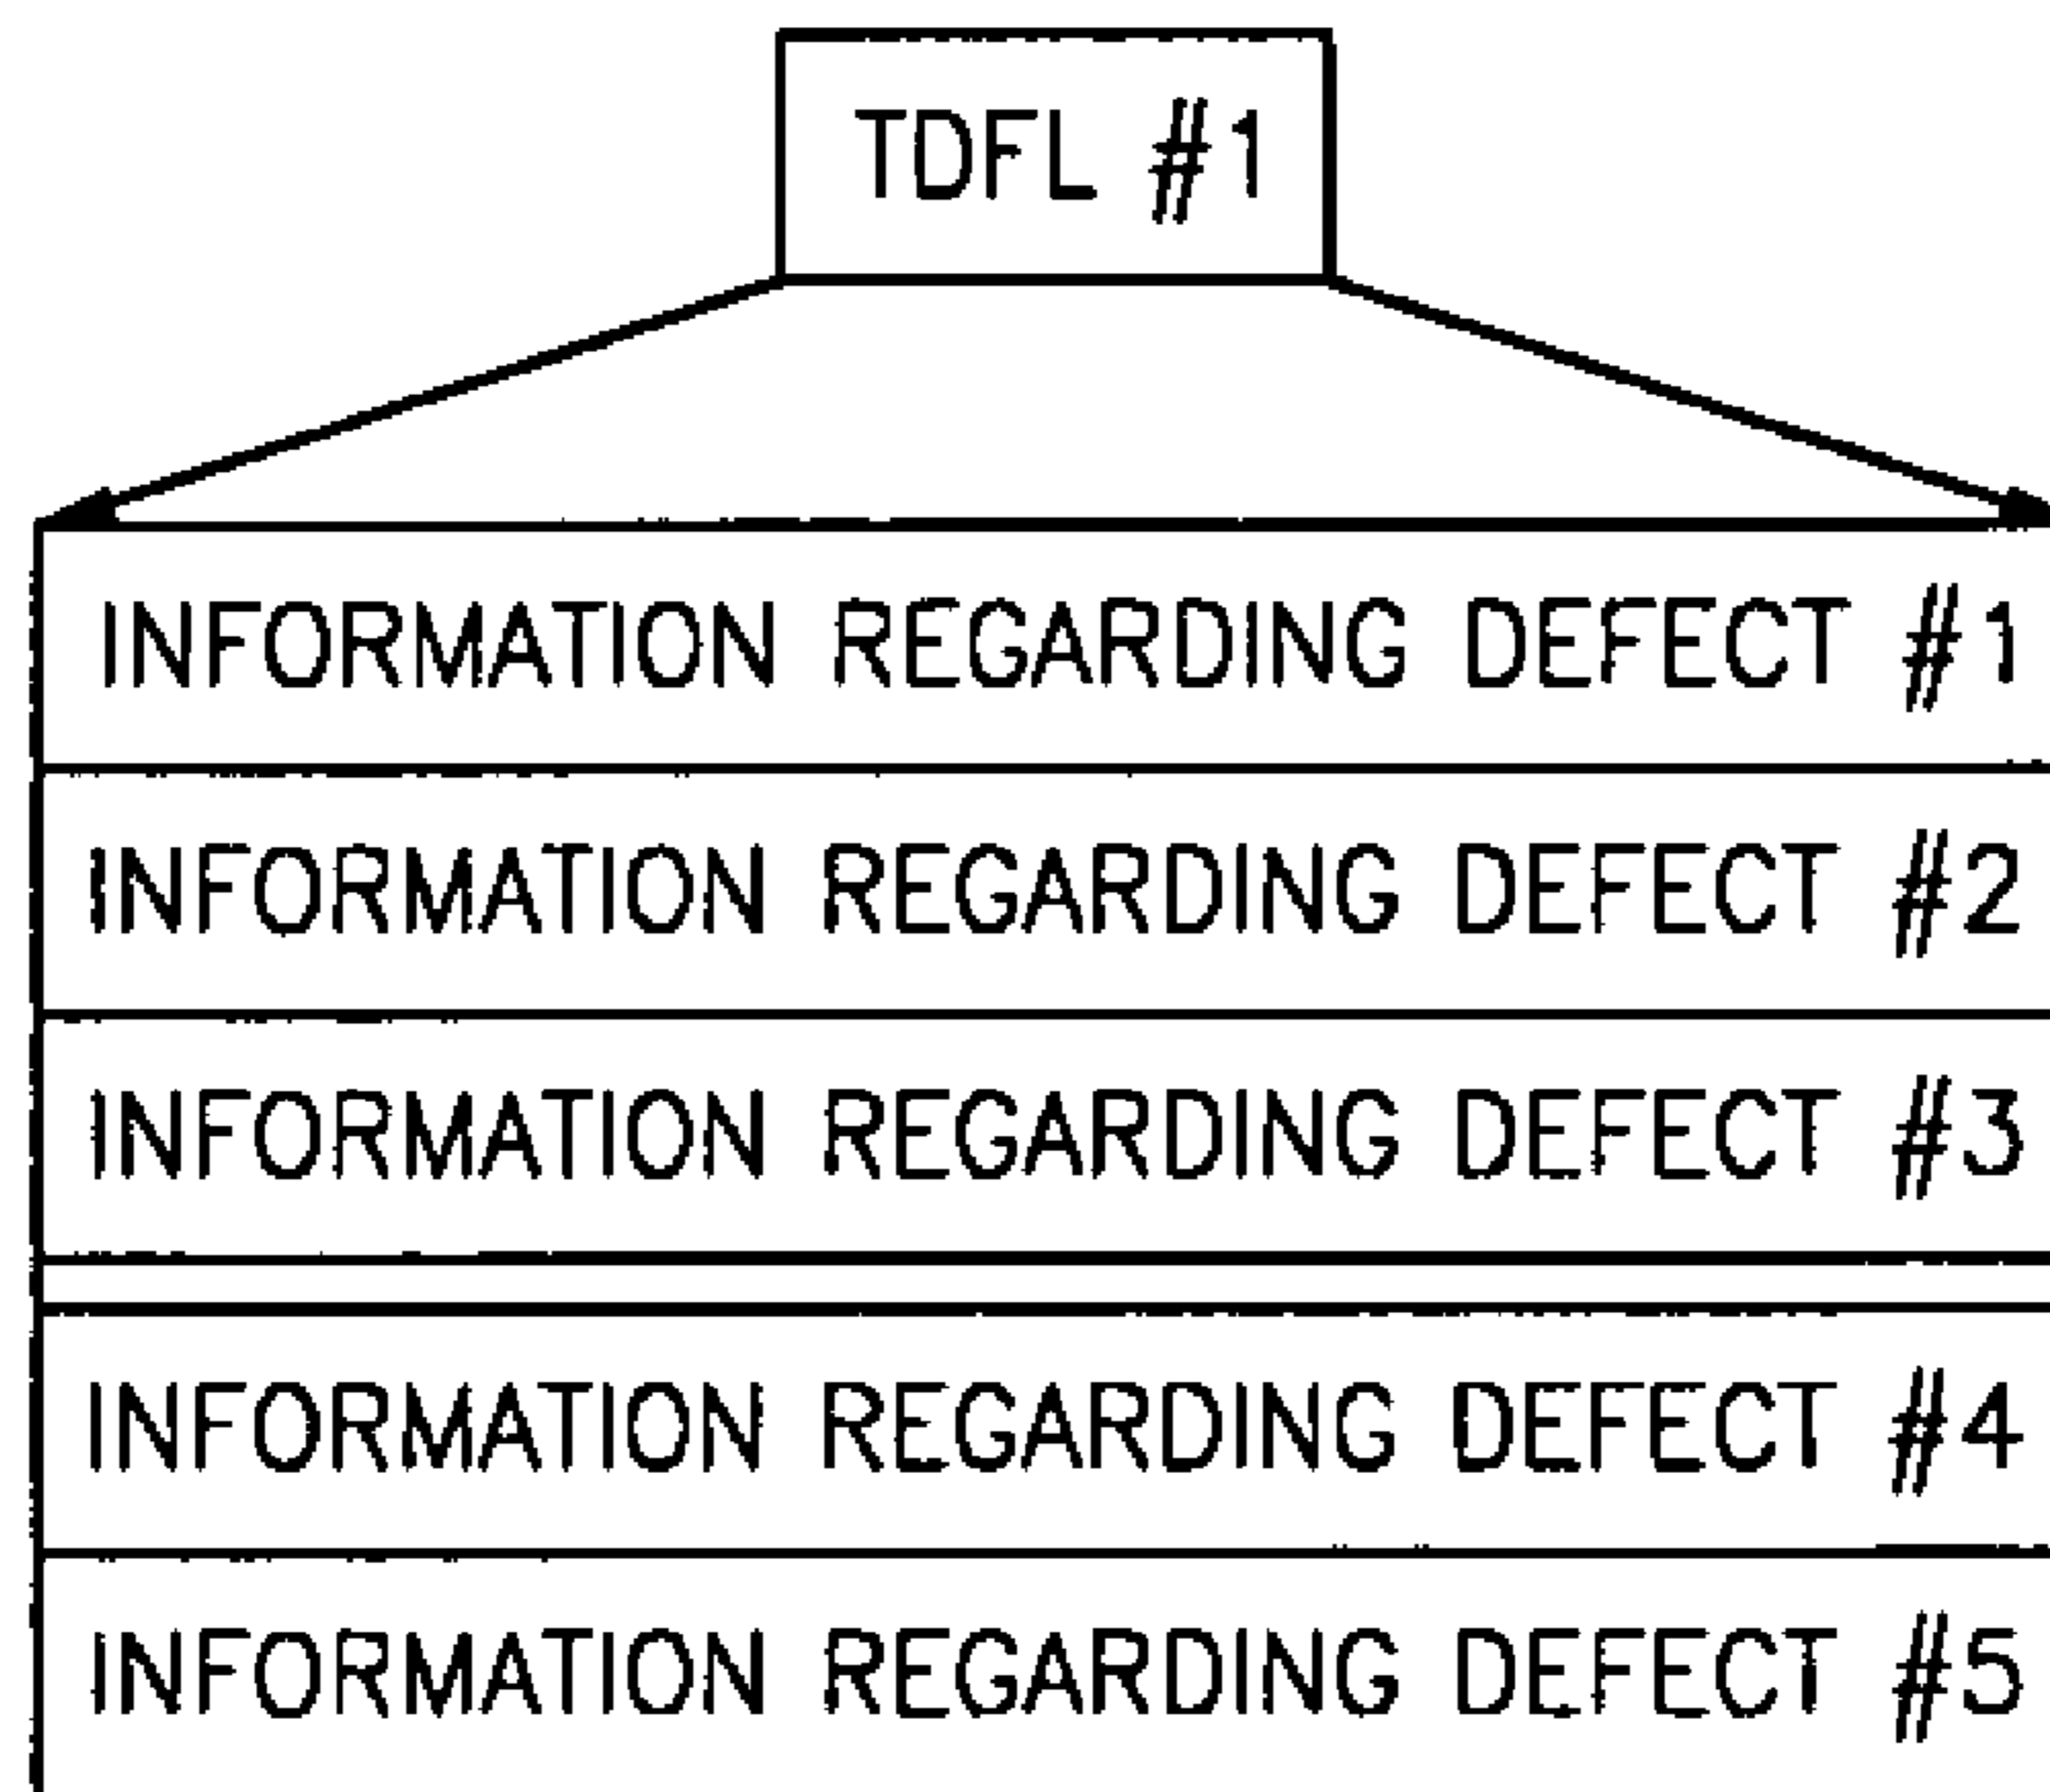 TDFL #1
INFORMATION REGARDING DEFECT #1
INFORMATION REGARDING DEFECT #2
INFORMATION REGARDING DEFECT #3
INFORMATION REGARDING DEFECT #4
INFORMATION REGARDING DEFECT #5